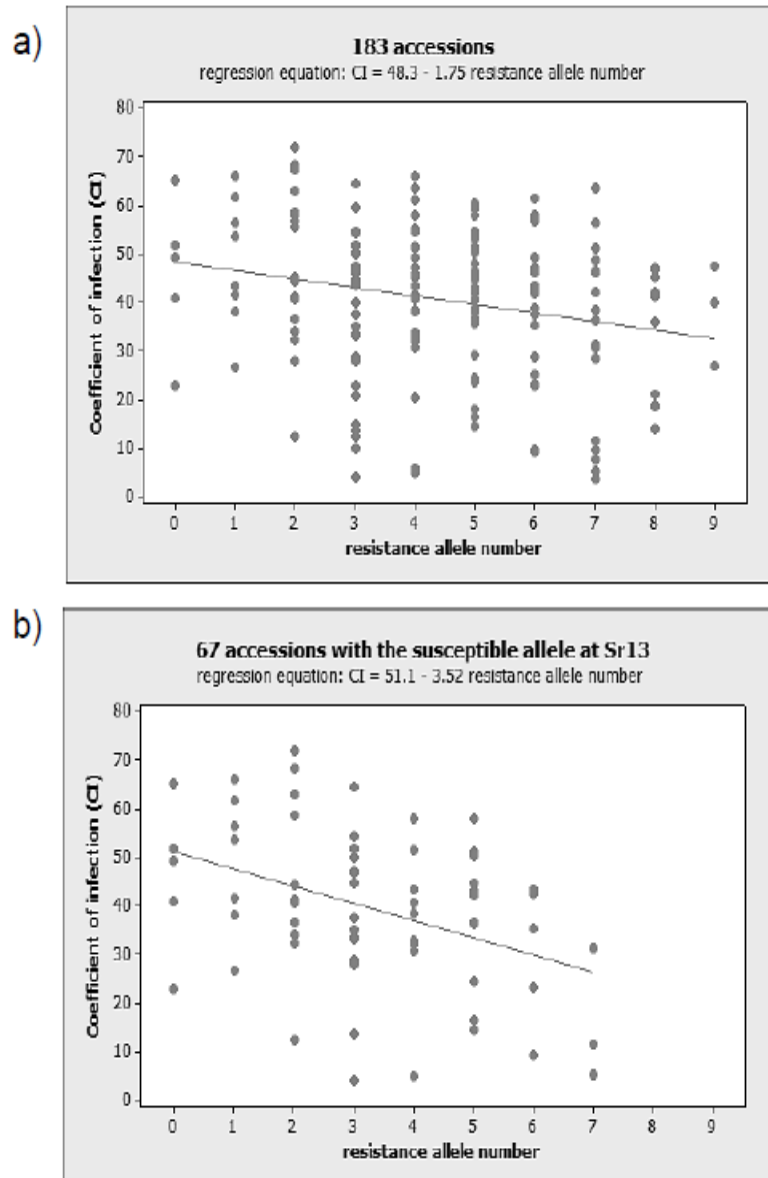 a)
183 accessions
regression equation: CI = 48.3 - 1.75 resistance allele number
80
70
60
50
40
30
20
10
0
Coefficient of infection (CI)
0 1 2 3 4 5 6 7 8 9
resistance allele number
b)
67 accessions with the susceptible allele at Sr13
regression equation: CI = 51.1 - 3.52 resistance allele number
80
70
60
50
40
30
20
10
0
Coefficient of infection (CI)
0 1 2 3 4 5 6 7 8 9
resistance allele number